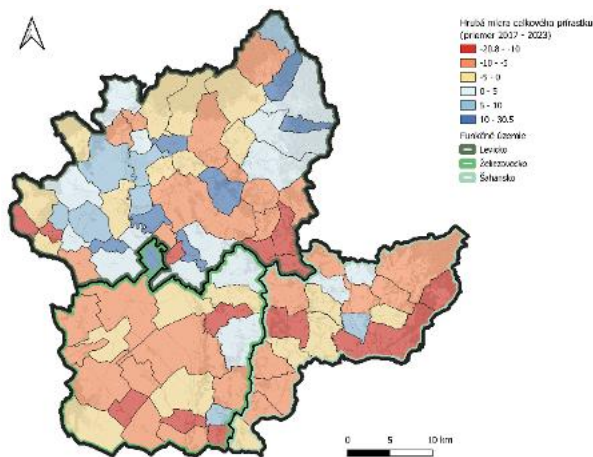 Hrubá miera celkového prírastku
(priemer 2017 - 2023)
-20.8 - -10
-10 - -5
-5 - 0
0 - 5
5 - 10
10 - 30.5
Funkčné územie
Levicko
Želiezovcko
Šahansko
0 5 10 km